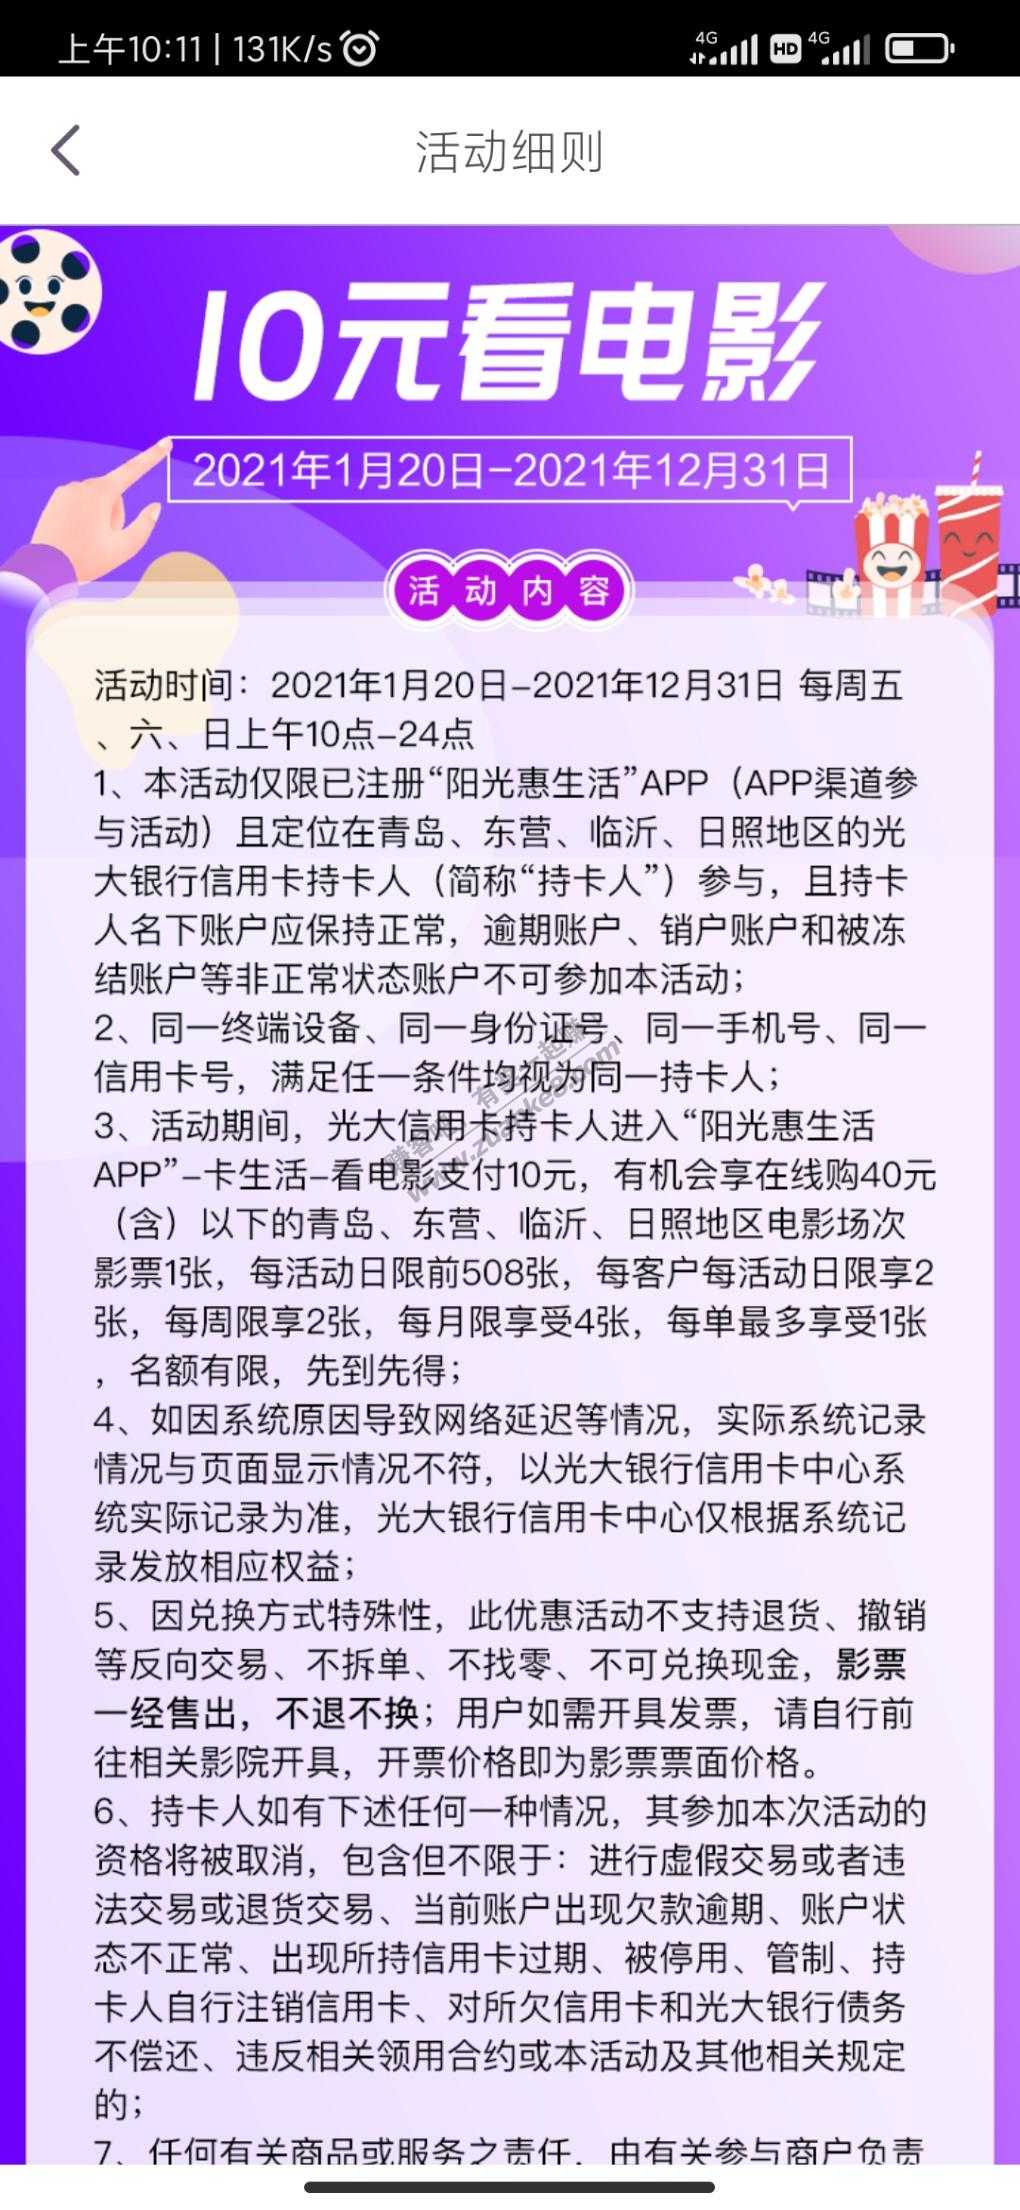 上午10:11 | 131K/s
4G HD 4G
活动细则
10元看电影
2021年1月20日-2021年12月31日
活动内容
活动时间：2021年1月20日-2021年12月31日 每周五
、六、日上午10点-24点
1、本活动仅限已注册“阳光惠生活”APP（APP渠道参
与活动）且定位在青岛、东营、临沂、日照地区的光
大银行信用卡持卡人（简称“持卡人”）参与，且持卡
人名下账户应保持正常，逾期账户、销户账户和被冻
结账户等非正常状态账户不可参加本活动；
2、同一终端设备、同一身份证号、同一手机号、同一
信用卡号，满足任一条件均视为同一持卡人；
3、活动期间，光大信用卡持卡人进入“阳光惠生活
APP”-卡生活-看电影支付10元，有机会享在线购40元
（含）以下的青岛、东营、临沂、日照地区电影场次
影票1张，每活动日限前508张，每客户每活动日限享2
张，每周限享2张，每月限享受4张，每单最多享受1张
，名额有限，先到先得；
4、如因系统原因导致网络延迟等情况，实际系统记录
情况与页面显示情况不符，以光大银行信用卡中心系
统实际记录为准，光大银行信用卡中心仅根据系统记
录发放相应权益；
5、因兑换方式特殊性，此优惠活动不支持退货、撤销
等反向交易、不拆单、不找零、不可兑换现金，影票
一经售出，不退不换；用户如需开具发票，请自行前
往相关影院开具，开票价格即为影票票面价格。
6、持卡人如有下述任何一种情况，其参加本次活动的
资格将被取消，包含但不限于：进行虚假交易或者违
法交易或退货交易、当前账户出现欠款逾期、账户状
态不正常、出现所持信用卡过期、被停用、管制、持
卡人自行注销信用卡、对所欠信用卡和光大银行债务
不偿还、违反相关领用合约或本活动及其他相关规定
的；
7、任何有关商品或服务之责任，由有关参与商户负责
www.zuanke8.com